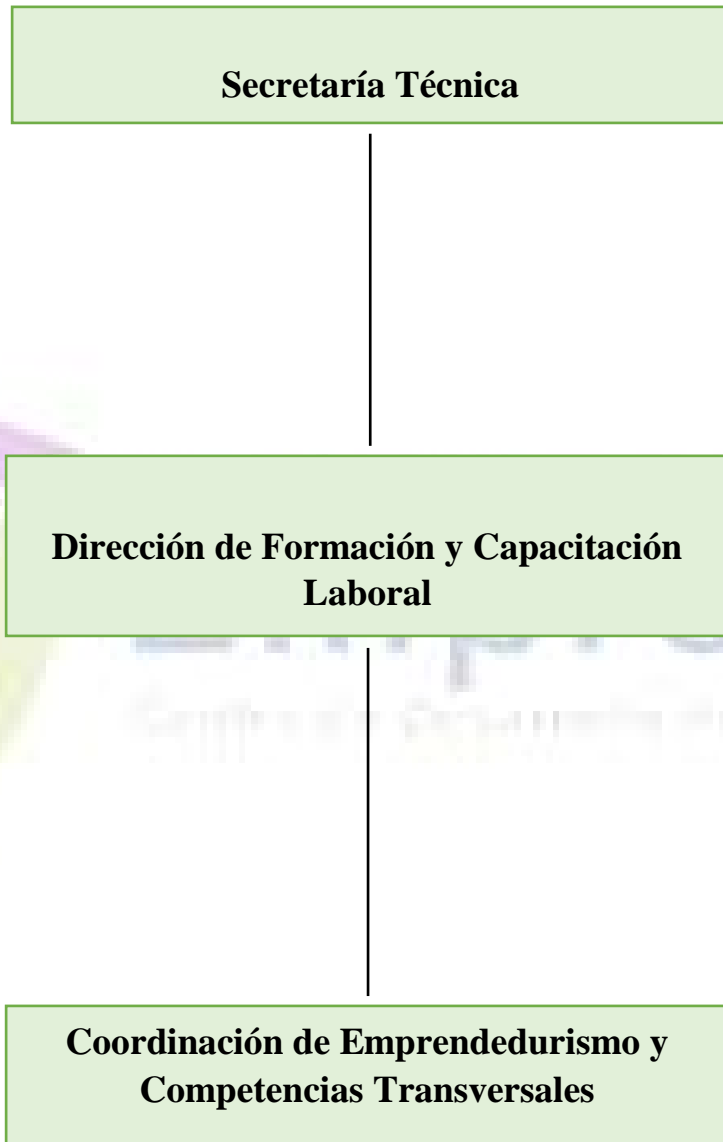 Secretaría Técnica
Dirección de Formación y Capacitación
Laboral
Coordinación de Emprendedurismo y
Competencias Transversales